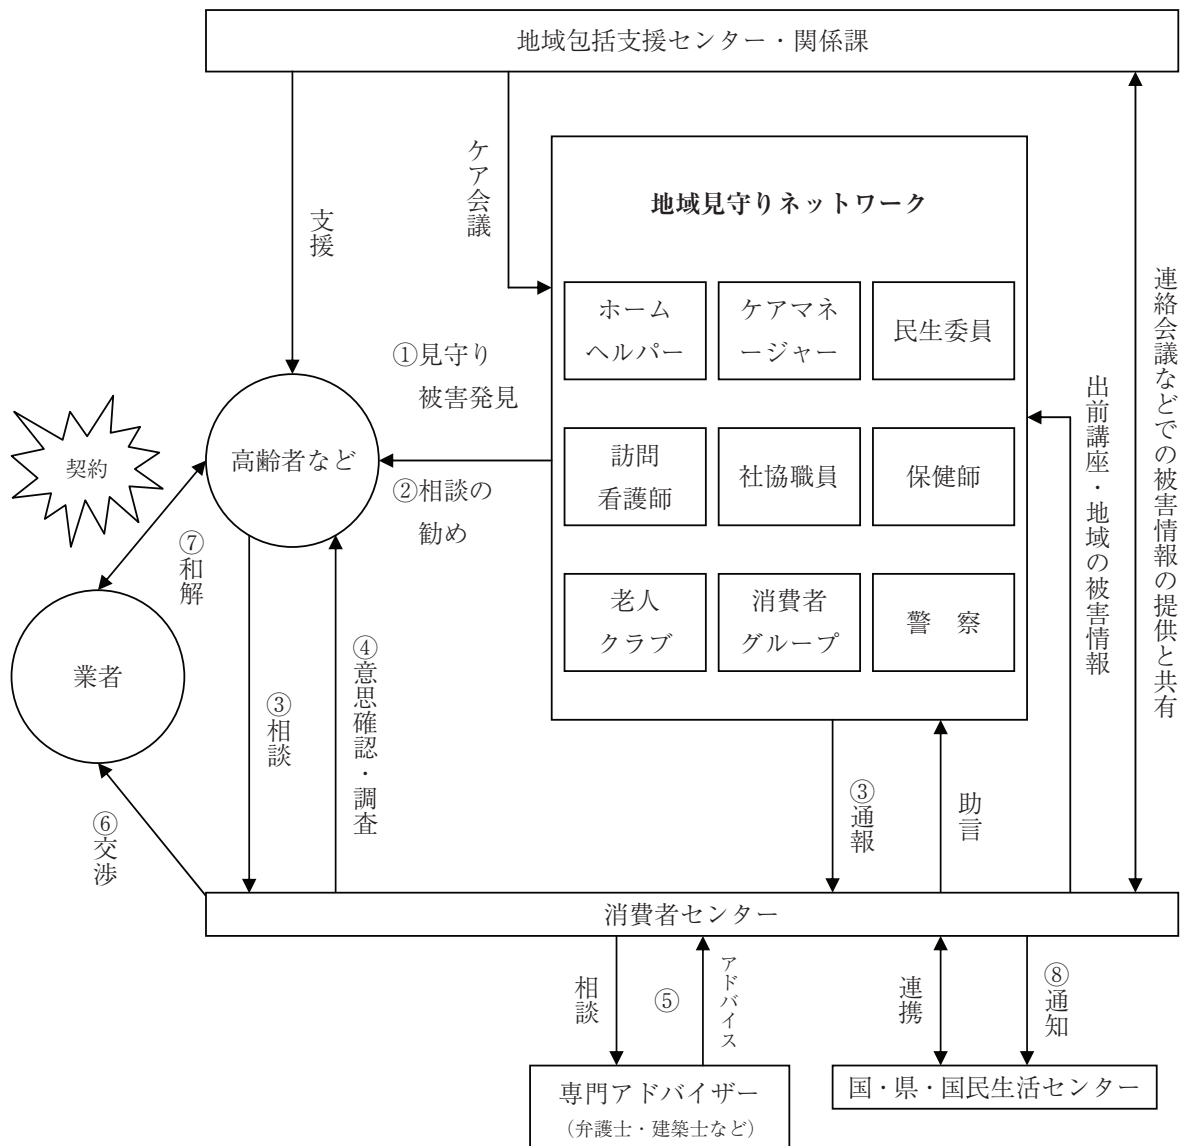 地域包括支援センター・関係課
ケア会議
支援
地域見守りネットワーク
ホーム
ヘルパー
ケアマネ
ージャー
民生委員
①見守り
被害発見
連絡会議などでの被害情報の提供と共有
出前講座・地域の被害情報
契約
高齢者など
②相談の
勧め
訪問
看護師
社協職員
保健師
⑦和解
老人
クラブ
消費者
グループ
警 察
業者
③相談
④意思確認・調査
⑥交渉
③通報
助言
消費者センター
相談
⑤
アドバイス
連携
⑧通知
専門アドバイザー
(弁護士・建築士など)
国・県・国民生活センター